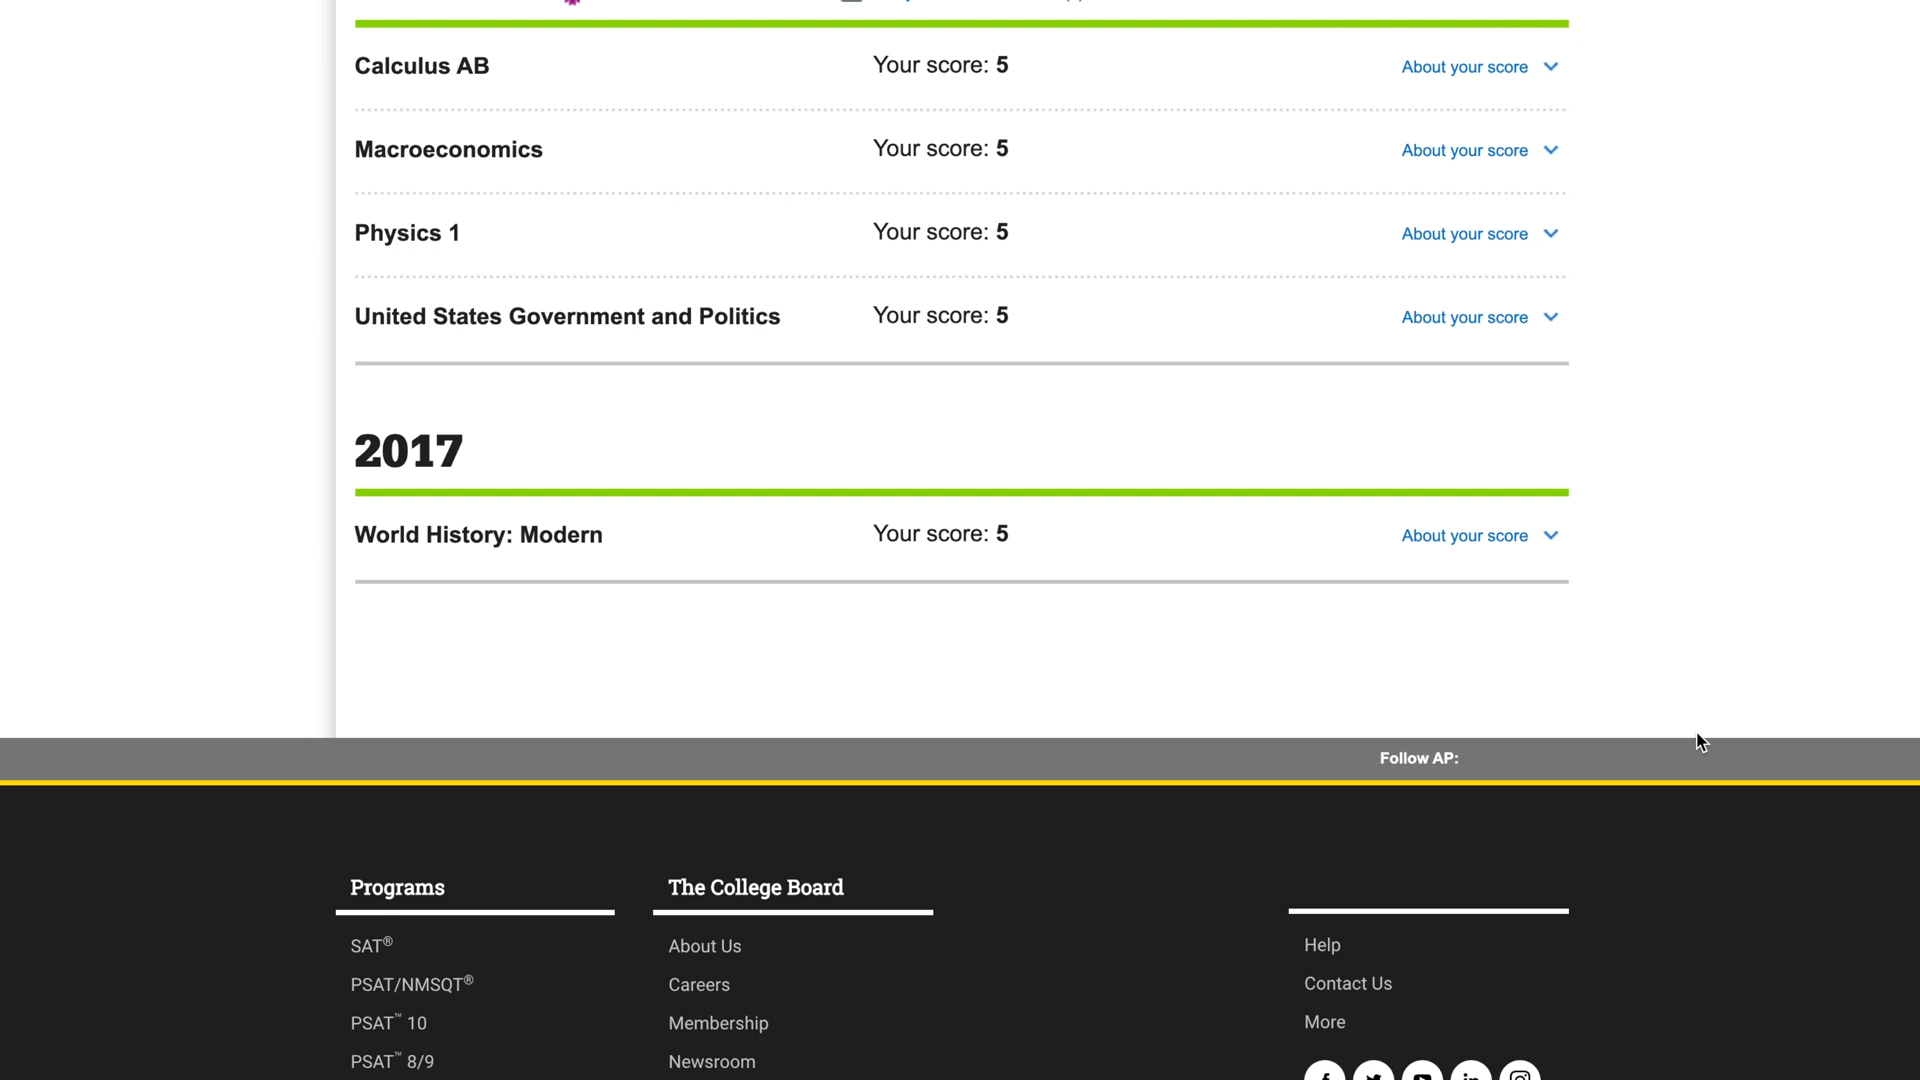 Calculus AB Your score: 5 About your score
Macroeconomics Your score: 5 About your score
Physics 1 Your score: 5 About your score
United States Government and Politics Your score: 5 About your score
2017
World History: Modern Your score: 5 About your score
Follow AP:
Programs The College Board
SAT® About Us Help
PSAT/NMSQT® Careers Contact Us
PSAT™ 10 Membership More
PSAT™ 8/9 Newsroom